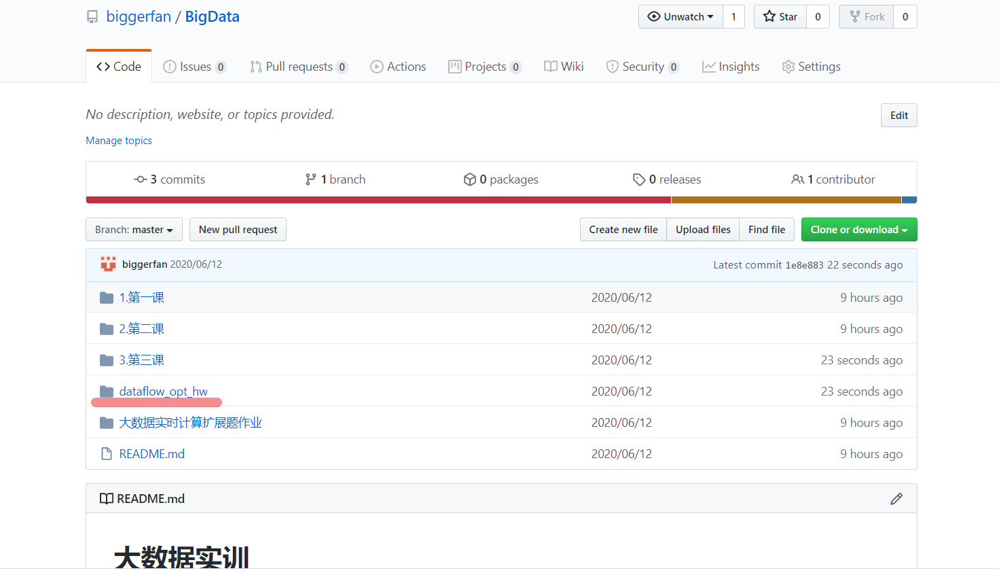 biggerfan / BigData
Unwatch 1 Star 0 Fork 0
Code Issues 0 Pull requests 0 Actions Projects 0 Wiki Security 0 Insights Settings
No description, website, or topics provided. Edit
Manage topics
3 commits 1 branch 0 packages 0 releases 1 contributor
Branch: master New pull request Create new file Upload files Find file Clone or download
biggerfan 2020/06/12 Latest commit 1e8e883 22 seconds ago
1.第一课 2020/06/12 9 hours ago
2.第二课 2020/06/12 9 hours ago
3.第三课 2020/06/12 23 seconds ago
dataflow_opt_hw 2020/06/12 23 seconds ago
大数据实时计算扩展题作业 2020/06/12 9 hours ago
README.md 2020/06/12 9 hours ago
README.md
大数据实训